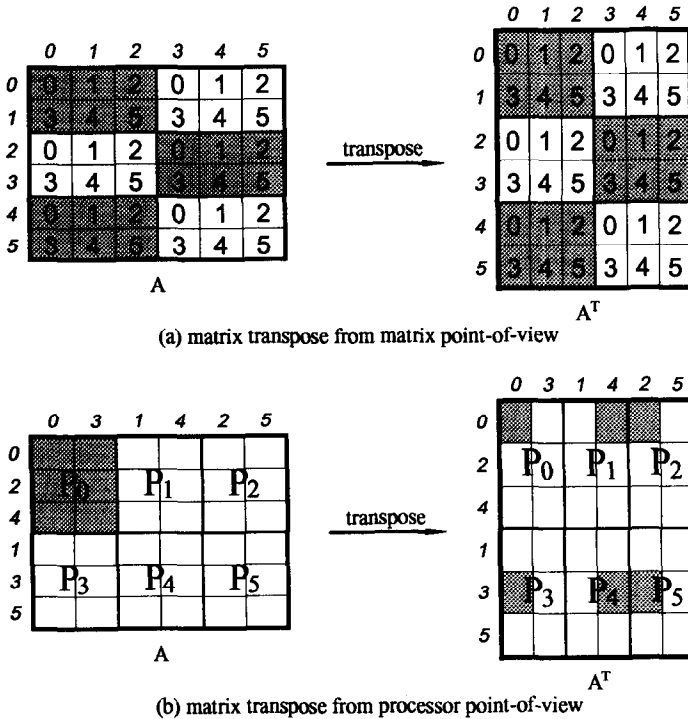 0 1 2 3 4 5
0 0 1 2 0 1 2
1 3 4 5 3 4 5
2 0 1 2 0 1 2
3 3 4 5 3 4 5
4 0 1 2 0 1 2
5 3 4 5 3 4 5
A
transpose
0 1 2 3 4 5
0 0 1 2 0 1 2
1 3 4 5 3 4 5
2 0 1 2 0 1 2
3 3 4 5 3 4 5
4 0 1 2 0 1 2
5 3 4 5 3 4 5
Aᵀ
(a) matrix transpose from matrix point-of-view
0 3 1 4 2 5
0
2 P₀ P₁ P₂
4
1
3 P₃ P₄ P₅
5
A
transpose
0 3 1 4 2 5
0
2 P₀ P₁ P₂
4
1
3 P₃ P₄ P₅
5
Aᵀ
(b) matrix transpose from processor point-of-view